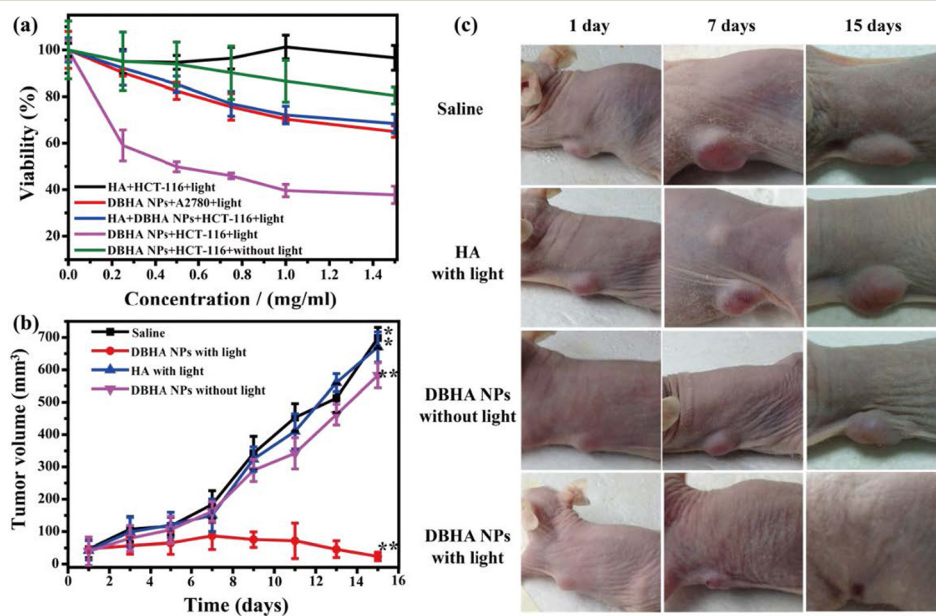 (a)
100
80
60
40
20
0
Viability (%)
HA+HCT-116+light
DBHA NPs+A2780+light
HA+DBHA NPs+HCT-116+light
DBHA NPs+HCT-116+light
DBHA NPs+HCT-116+without light
0.0 0.2 0.4 0.6 0.8 1.0 1.2 1.4
Concentration / (mg/ml)
(b)
700
600
500
400
300
200
100
0
Tumor volume (mm³)
Saline
DBHA NPs with light
HA with light
DBHA NPs without light
*
*
**
**
0 2 4 6 8 10 12 14 16
Time (days)
(c)
1 day 7 days 15 days
Saline
HA
with light
DBHA NPs
without light
DBHA NPs
with light